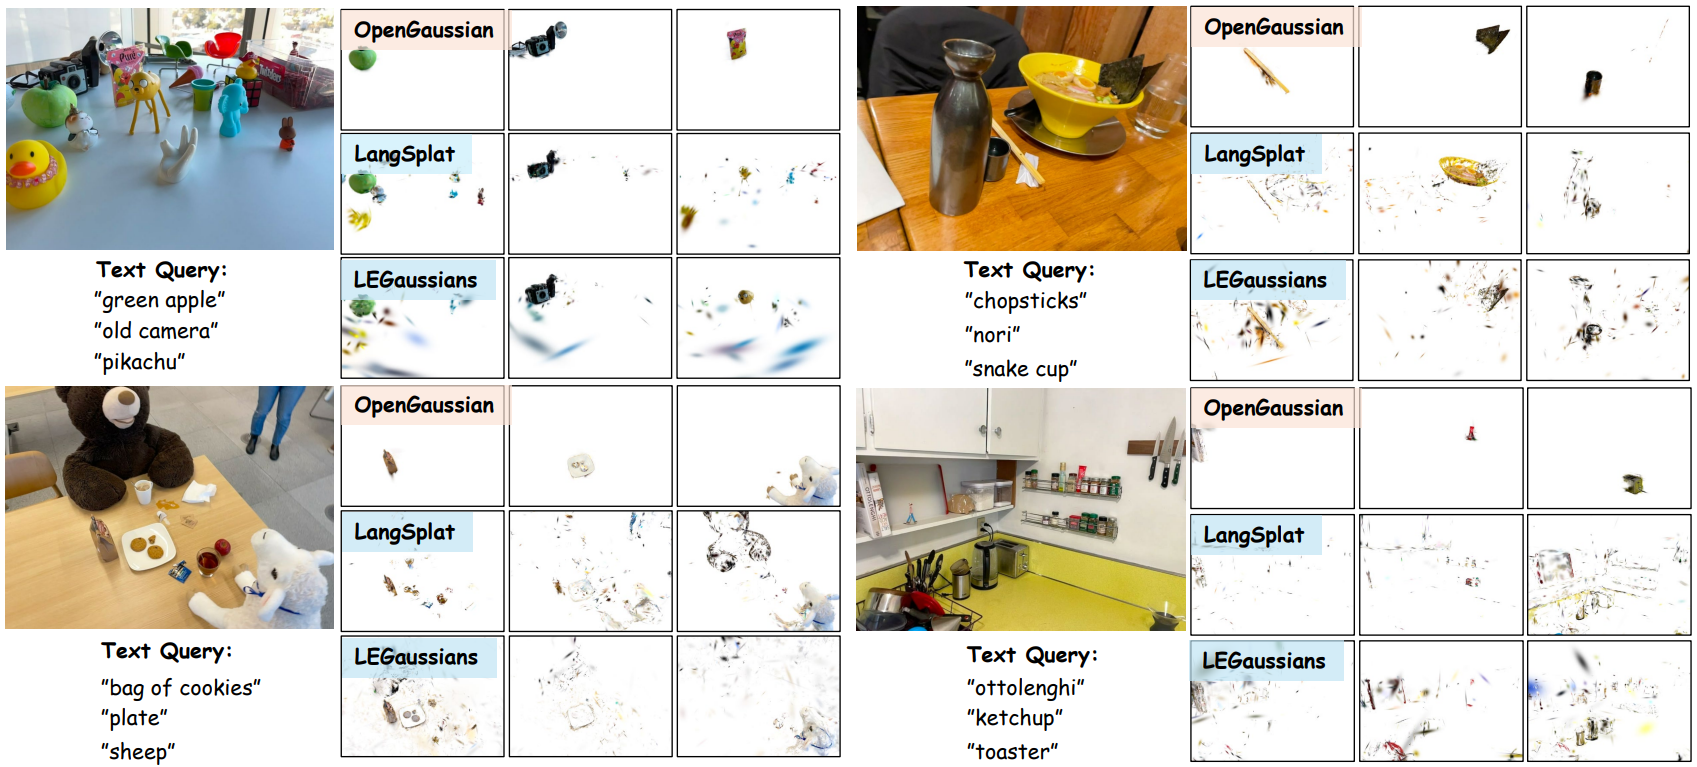 OpenGaussian
LangSplat
LEGaussians
Text Query:
"green apple"
"old camera"
"pikachu"
OpenGaussian
LangSplat
LEGaussians
Text Query:
"chopsticks"
"nori"
"snake cup"
OpenGaussian
LangSplat
LEGaussians
Text Query:
"bag of cookies"
"plate"
"sheep"
OpenGaussian
LangSplat
LEGaussians
Text Query:
"ottolenghi"
"ketchup"
"toaster"